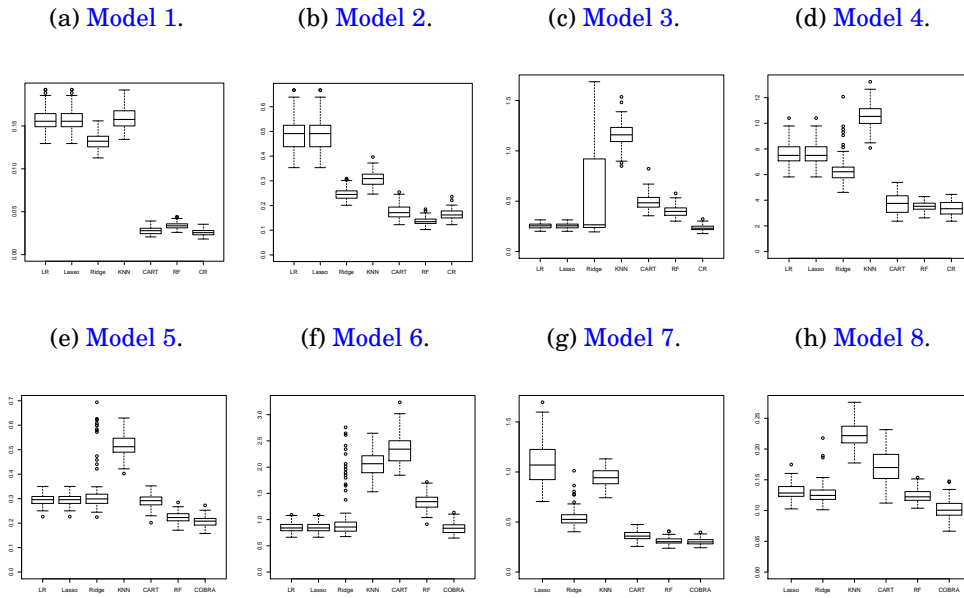 (a) Model 1.
(b) Model 2.
(c) Model 3.
(d) Model 4.
0.00 0.05 0.15
LR Lasso Ridge KNN CART RF CR
0.0 0.1 0.2 0.3 0.4 0.5 0.6
LR Lasso Ridge KNN CART RF CR
0.0 0.5 1.0 1.5
LR Lasso Ridge KNN CART RF CR
0 2 4 6 8 10 12
LR Lasso Ridge KNN CART RF CR
(e) Model 5.
(f) Model 6.
(g) Model 7.
(h) Model 8.
0.0 0.1 0.2 0.3 0.4 0.5 0.6 0.7
LR Lasso Ridge KNN CART RF COBRA
0.0 0.5 1.0 1.5 2.0 2.5 3.0
LR Lasso Ridge KNN CART RF COBRA
0.0 0.5 1.0 1.5
Lasso Ridge KNN CART RF COBRA
0.00 0.05 0.10 0.15 0.20 0.25
Lasso Ridge KNN CART RF COBRA